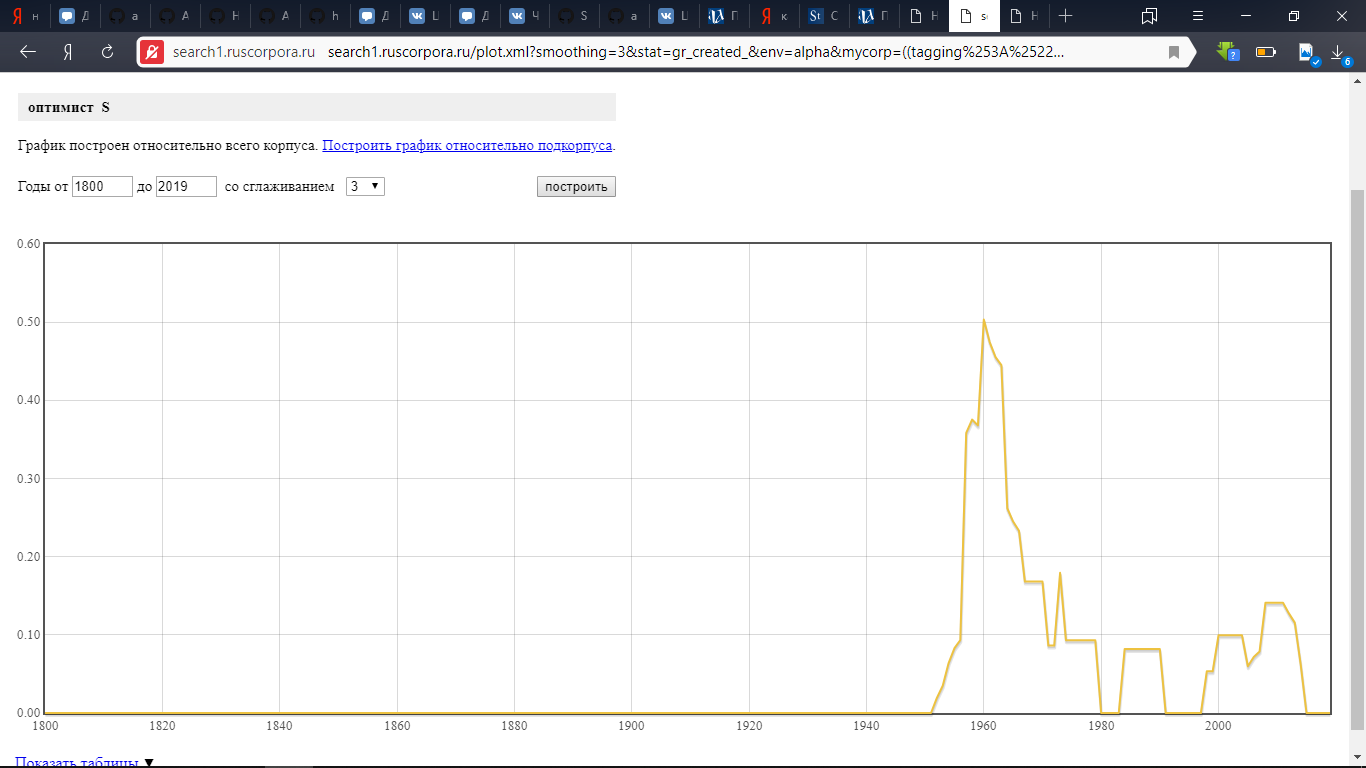 н Д а А Н А h Д Ц Д Ч S а Ц П к St С П Н s Н
search1.ruscorpora.ru search1.ruscorpora.ru/plot.xml?smoothing=3&stat=gr_created_&env=alpha&mycorp=((tagging%253A%2522...
? 6
оптимист S
График построен относительно всего корпуса. Построить график относительно подкорпуса.
Годы от 1800 до 2019 со сглаживанием 3 построить
0.60
0.50
0.40
0.30
0.20
0.10
0.00
1800 1820 1840 1860 1880 1900 1920 1940 1960 1980 2000
Показать таблицы ▼